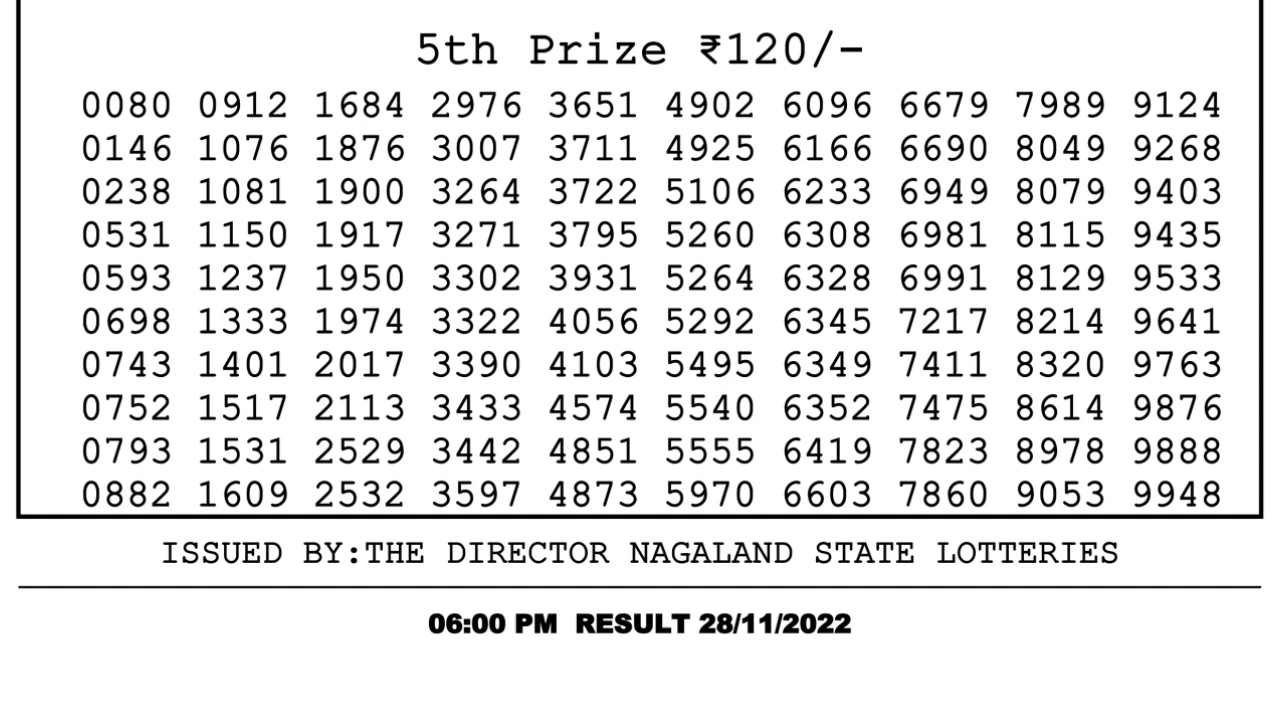 5th Prize ₹120/-
0080 0912 1684 2976 3651 4902 6096 6679 7989 9124
0146 1076 1876 3007 3711 4925 6166 6690 8049 9268
0238 1081 1900 3264 3722 5106 6233 6949 8079 9403
0531 1150 1917 3271 3795 5260 6308 6981 8115 9435
0593 1237 1950 3302 3931 5264 6328 6991 8129 9533
0698 1333 1974 3322 4056 5292 6345 7217 8214 9641
0743 1401 2017 3390 4103 5495 6349 7411 8320 9763
0752 1517 2113 3433 4574 5540 6352 7475 8614 9876
0793 1531 2529 3442 4851 5555 6419 7823 8978 9888
0882 1609 2532 3597 4873 5970 6603 7860 9053 9948
ISSUED BY:THE DIRECTOR NAGALAND STATE LOTTERIES
06:00 PM RESULT 28/11/2022